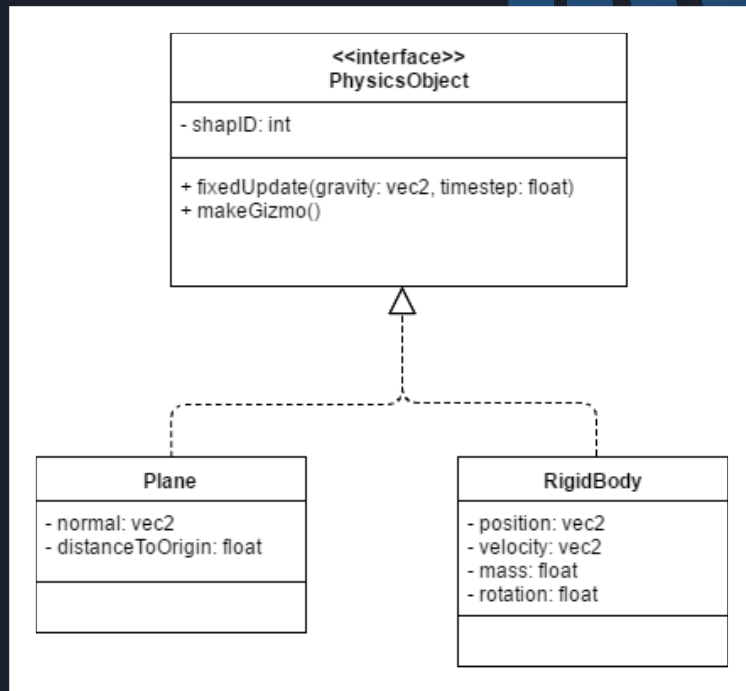 <<interface>>
PhysicsObject
- shapID: int
+ fixedUpdate(gravity: vec2, timestep: float)
+ makeGizmo()
Plane
- normal: vec2
- distanceToOrigin: float
RigidBody
- position: vec2
- velocity: vec2
- mass: float
- rotation: float